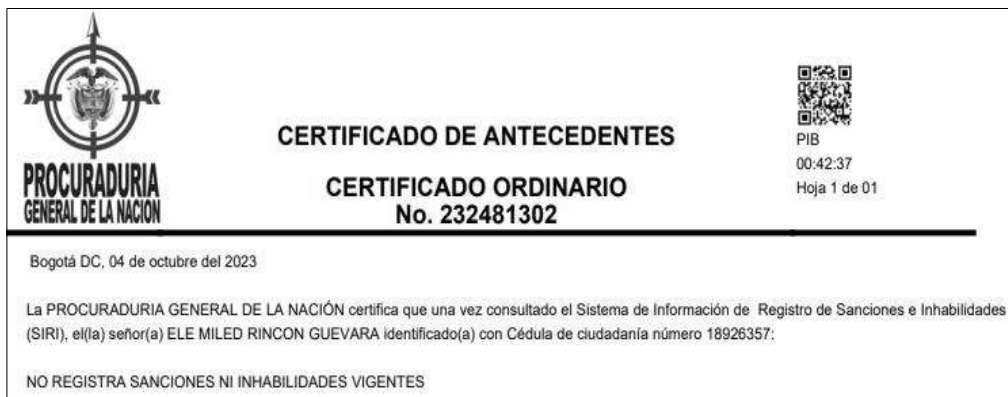 PROCURADURIA
GENERAL DE LA NACION
CERTIFICADO DE ANTECEDENTES
CERTIFICADO ORDINARIO
No. 232481302
PIB
00:42:37
Hoja 1 de 01
Bogotá DC, 04 de octubre del 2023
La PROCURADURIA GENERAL DE LA NACIÓN certifica que una vez consultado el Sistema de Información de Registro de Sanciones e Inhabilidades
(SIRI), el(la) señor(a) ELE MILED RINCON GUEVARA identificado(a) con Cédula de ciudadanía número 18926357:
NO REGISTRA SANCIONES NI INHABILIDADES VIGENTES